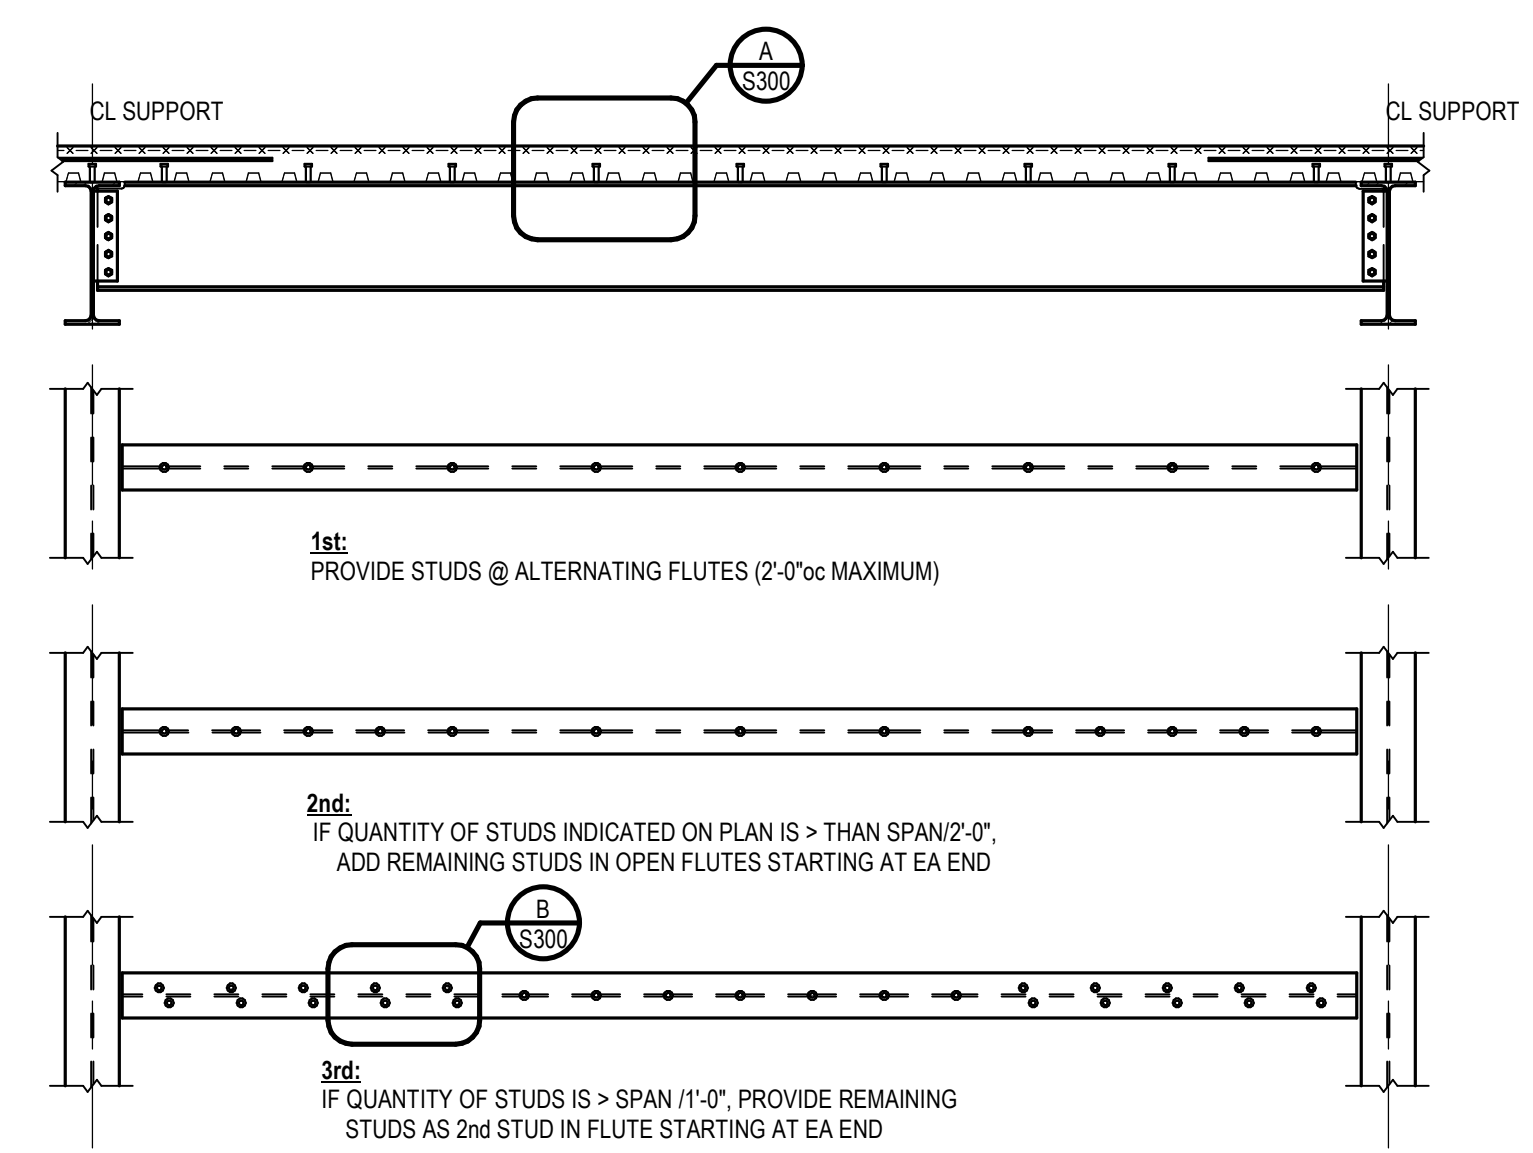 A
S300
CL SUPPORT
CL SUPPORT
1st:
PROVIDE STUDS @ ALTERNATING FLUTES (2'-0"oc MAXIMUM)
2nd:
IF QUANTITY OF STUDS INDICATED ON PLAN IS > THAN SPAN/2'-0",
ADD REMAINING STUDS IN OPEN FLUTES STARTING AT EA END
B
S300
3rd:
IF QUANTITY OF STUDS IS > SPAN /1'-0", PROVIDE REMAINING
STUDS AS 2nd STUD IN FLUTE STARTING AT EA END